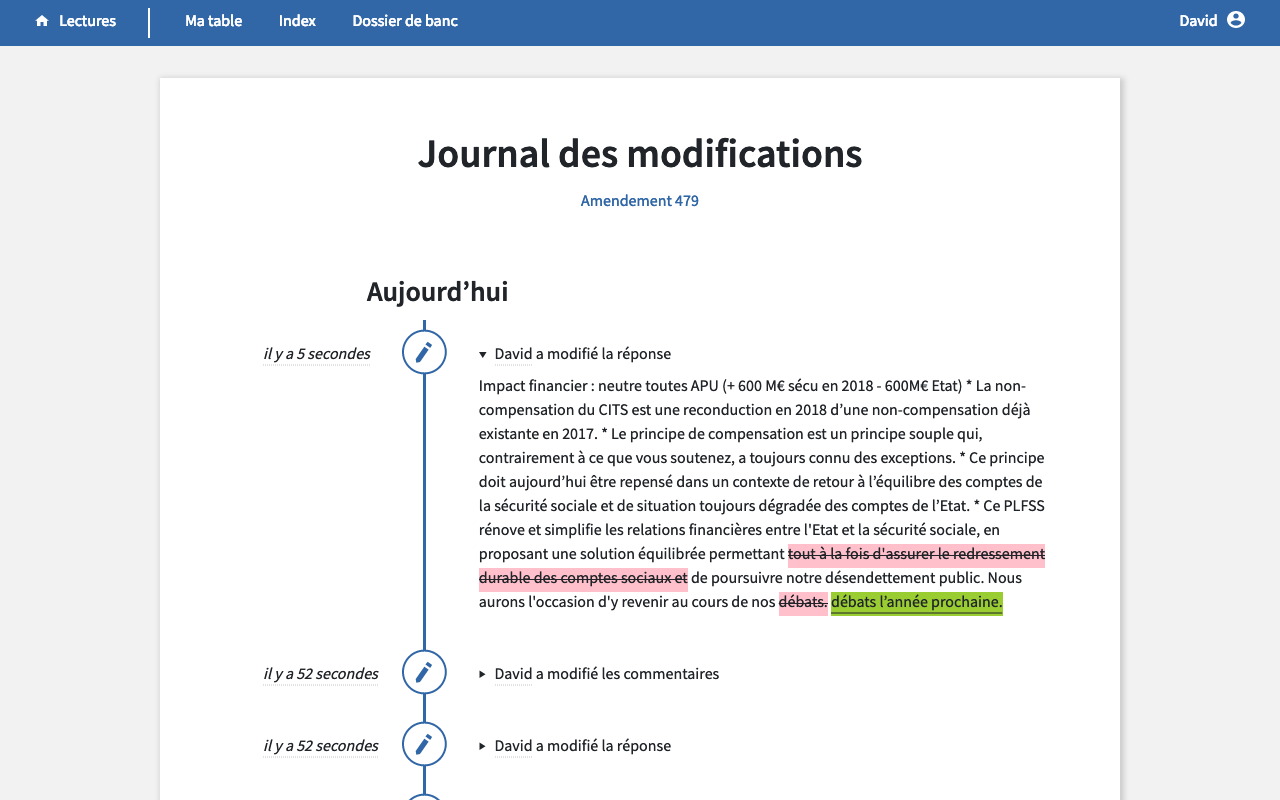 Lectures Ma table Index Dossier de banc David
Journal des modifications
Amendement 479
Aujourd’hui
il y a 5 secondes David a modifié la réponse
Impact financier : neutre toutes APU (+ 600 M€ sécu en 2018 - 600M€ Etat) * La non-
compensation du CITS est une reconduction en 2018 d’une non-compensation déjà
existante en 2017. * Le principe de compensation est un principe souple qui,
contrairement à ce que vous soutenez, a toujours connu des exceptions. * Ce principe
doit aujourd’hui être repensé dans un contexte de retour à l’équilibre des comptes de
la sécurité sociale et de situation toujours dégradée des comptes de l’Etat. * Ce PLFSS
rénove et simplifie les relations financières entre l'Etat et la sécurité sociale, en
proposant une solution équilibrée permettant tout à la fois d'assurer le redressement
durable des comptes sociaux et de poursuivre notre désendettement public. Nous
aurons l'occasion d'y revenir au cours de nos débats. débats l’année prochaine.
il y a 52 secondes David a modifié les commentaires
il y a 52 secondes David a modifié la réponse